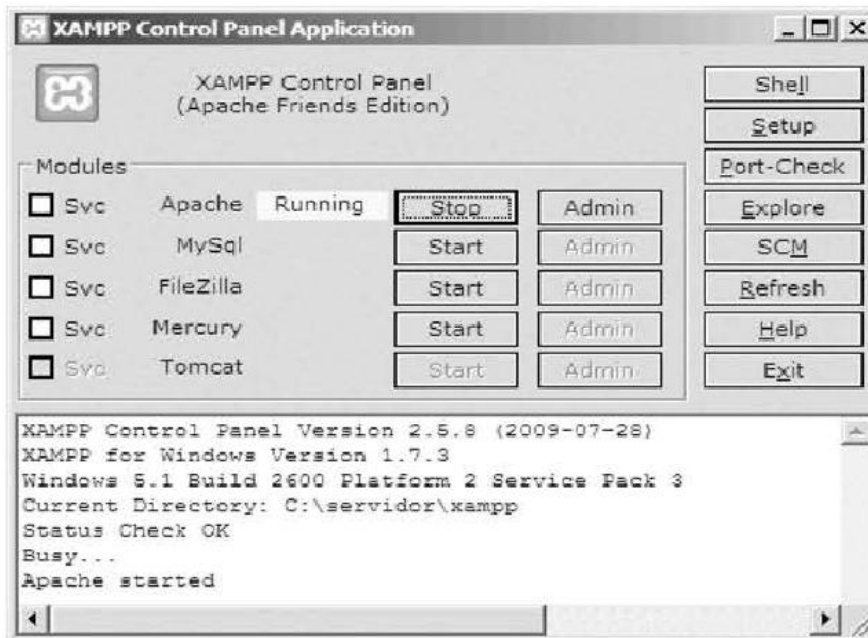 XAMPP Control Panel Application
XAMPP Control Panel
(Apache Friends Edition)
Shell
Setup
Port-Check
Explore
SCM
Refresh
Help
Exit
Modules
Svc Apache Running Stop Admin
Svc MySql Start Admin
Svc FileZilla Start Admin
Svc Mercury Start Admin
Svc Tomcat Start Admin
XAMPP Control Panel Version 2.5.8 (2009-07-28)
XAMPP for Windows Version 1.7.3
Windows 5.1 Build 2600 Platform 2 Service Pack 3
Current Directory: C:\servidor\xampp
Status Check OK
Busy...
Apache started